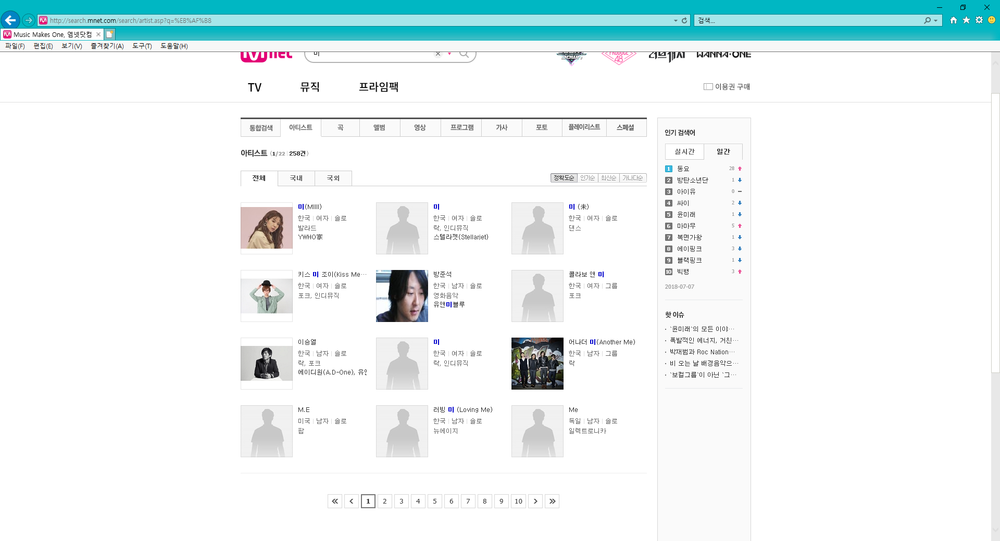 http://search.mnet.com/search/artist.asp?q=%EB%AF%B8
검색...
Music Makes One, 엠넷닷컴
파일(F) 편집(E) 보기(V) 즐겨찾기(A) 도구(T) 도움말(H)
mnet
미
DOWN
PRODUCE 48
러브캐처
WANNA·ONE
TV 뮤직 프라임팩
이용권 구매
통합검색 아티스트 곡 앨범 영상 프로그램 가사 포토 플레이리스트 스페셜
아티스트 (1/22 | 258건)
전체 국내 국외
정확도순 인기순 최신순 가나다순
미(MIIII)
한국 | 여자 | 솔로
발라드
YWHO家
미
한국 | 여자 | 솔로
락, 인디뮤직
스텔라젯(Stellarjet)
미 (未)
한국 | 여자 | 솔로
댄스
키스 미 조이(Kiss Me…
한국 | 여자 | 솔로
포크, 인디뮤직
방준석
한국 | 남자 | 솔로
영화음악
유앤미블루
콜라보 앤 미
한국 | 여자 | 그룹
포크
이승열
한국 | 남자 | 솔로
락, 포크
에이디원(A.D-One), 유앤
미
한국 | 여자 | 솔로
락, 인디뮤직
어나더 미(Another Me)
한국 | 남자 | 그룹
락
M.E
미국 | 남자 | 솔로
팝
러빙 미 (Loving Me)
한국 | 남자 | 솔로
뉴에이지
Me
독일 | 남자 | 솔로
일렉트로니카
1 2 3 4 5 6 7 8 9 10
인기 검색어
실시간 일간
1 동요 28
2 방탄소년단 1
3 아이유 0
4 싸이 2
5 윤미래 1
6 마마무 5
7 복면가왕 1
8 에이핑크 3
9 블랙핑크 1
10 빅뱅 3
2018-07-07
핫 이슈
· `윤미래`의 모든 이야…
· 폭발적인 에너지, 거친…
· 박재범과 Roc Nation…
· 비 오는 날 배경음악으…
· `보컬그룹`이 아닌 `그…